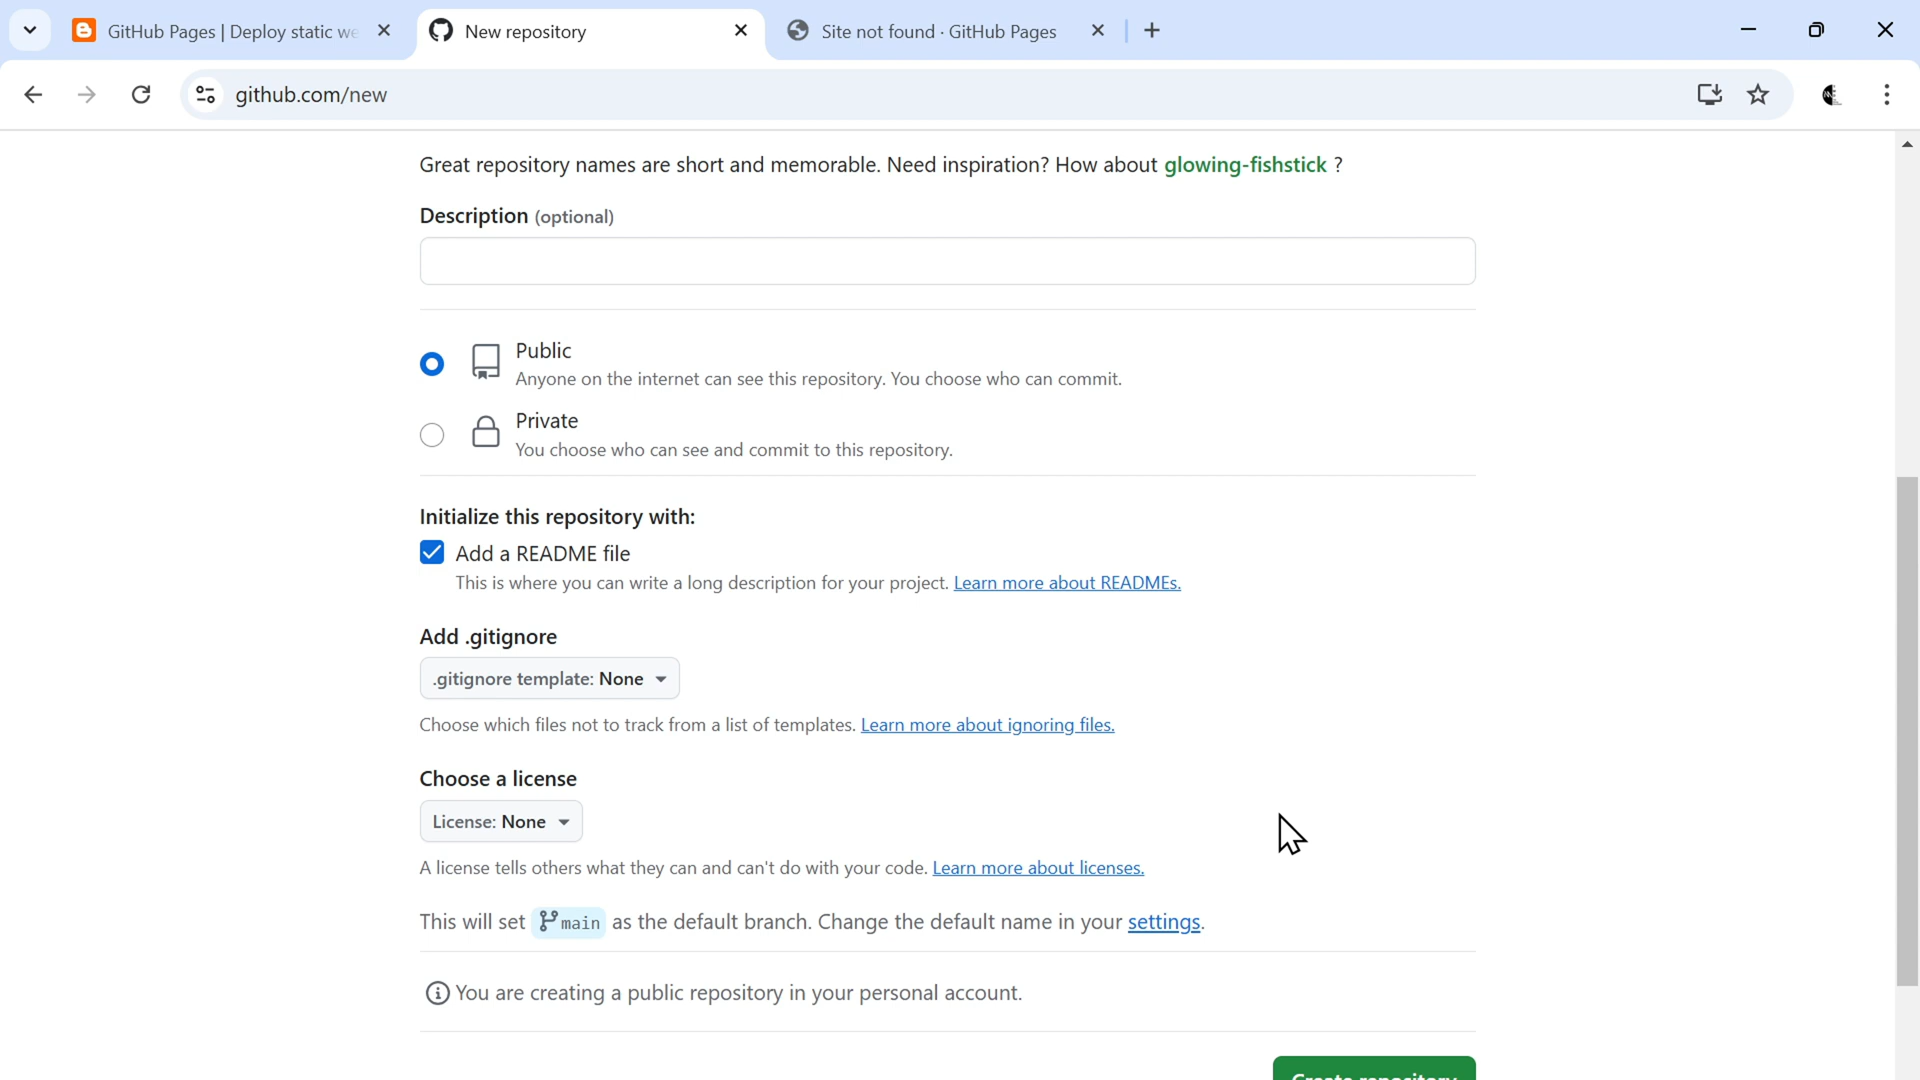 GitHub Pages | Deploy static we
New repository
Site not found · GitHub Pages
github.com/new
Great repository names are short and memorable. Need inspiration? How about glowing-fishstick ?
Description (optional)
Public
Anyone on the internet can see this repository. You choose who can commit.
Private
You choose who can see and commit to this repository.
Initialize this repository with:
Add a README file
This is where you can write a long description for your project. Learn more about READMEs.
Add .gitignore
.gitignore template: None
Choose which files not to track from a list of templates. Learn more about ignoring files.
Choose a license
License: None
A license tells others what they can and can't do with your code. Learn more about licenses.
This will set main as the default branch. Change the default name in your settings.
You are creating a public repository in your personal account.
Create repository